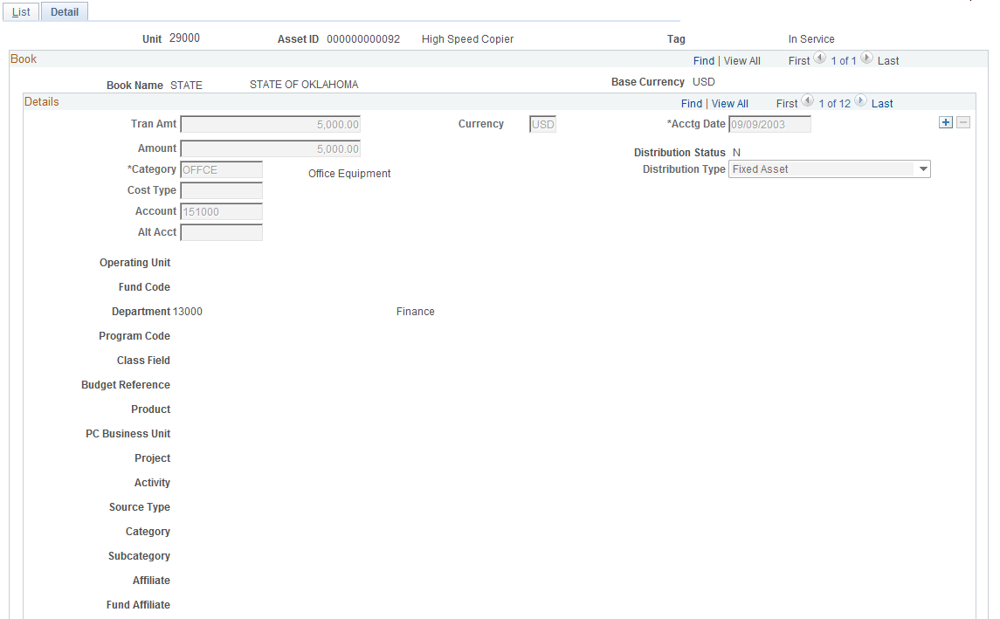 List Detail
Unit 29000 Asset ID 000000000092 High Speed Copier Tag In Service
Book Find | View All First 1 of 1 Last
Book Name STATE STATE OF OKLAHOMA Base Currency USD
Details Find | View All First 1 of 12 Last
Tran Amt 5,000.00 Currency USD *Acctg Date 09/09/2003
Amount 5,000.00
Distribution Status N
*Category OFFCE Office Equipment Distribution Type Fixed Asset
Cost Type
Account 151000
Alt Acct
Operating Unit
Fund Code
Department 13000 Finance
Program Code
Class Field
Budget Reference
Product
PC Business Unit
Project
Activity
Source Type
Category
Subcategory
Affiliate
Fund Affiliate